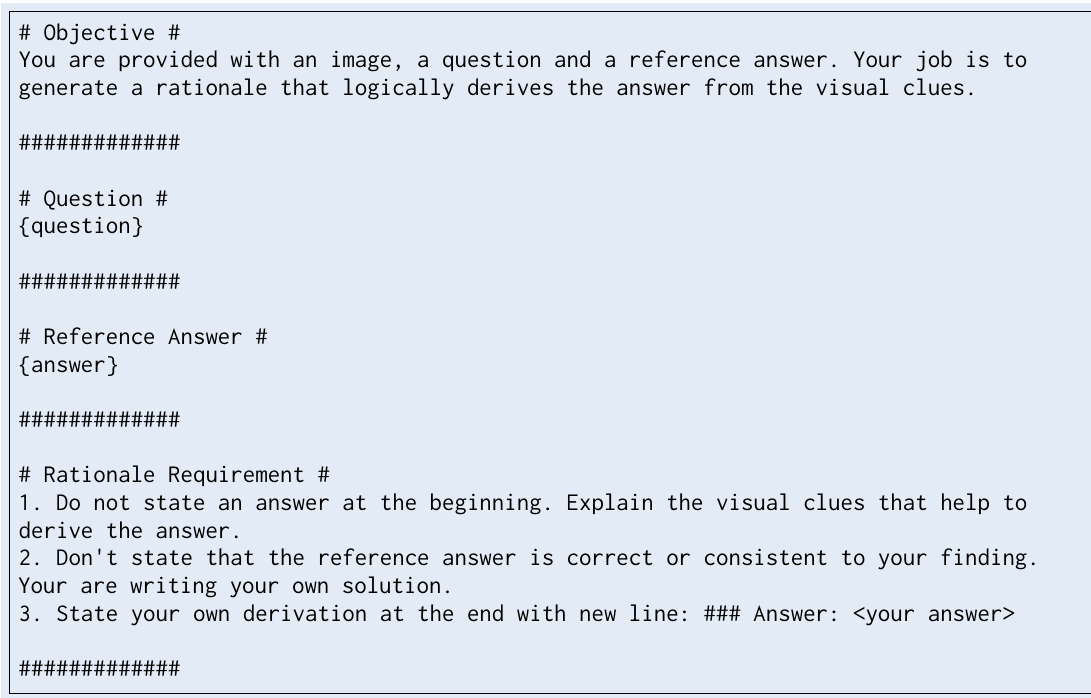 # Objective #
You are provided with an image, a question and a reference answer. Your job is to
generate a rationale that logically derives the answer from the visual clues.
#############
# Question #
{question}
#############
# Reference Answer #
{answer}
#############
# Rationale Requirement #
1. Do not state an answer at the beginning. Explain the visual clues that help to
derive the answer.
2. Don't state that the reference answer is correct or consistent to your finding.
Your are writing your own solution.
3. State your own derivation at the end with new line: ### Answer: <your answer>
#############